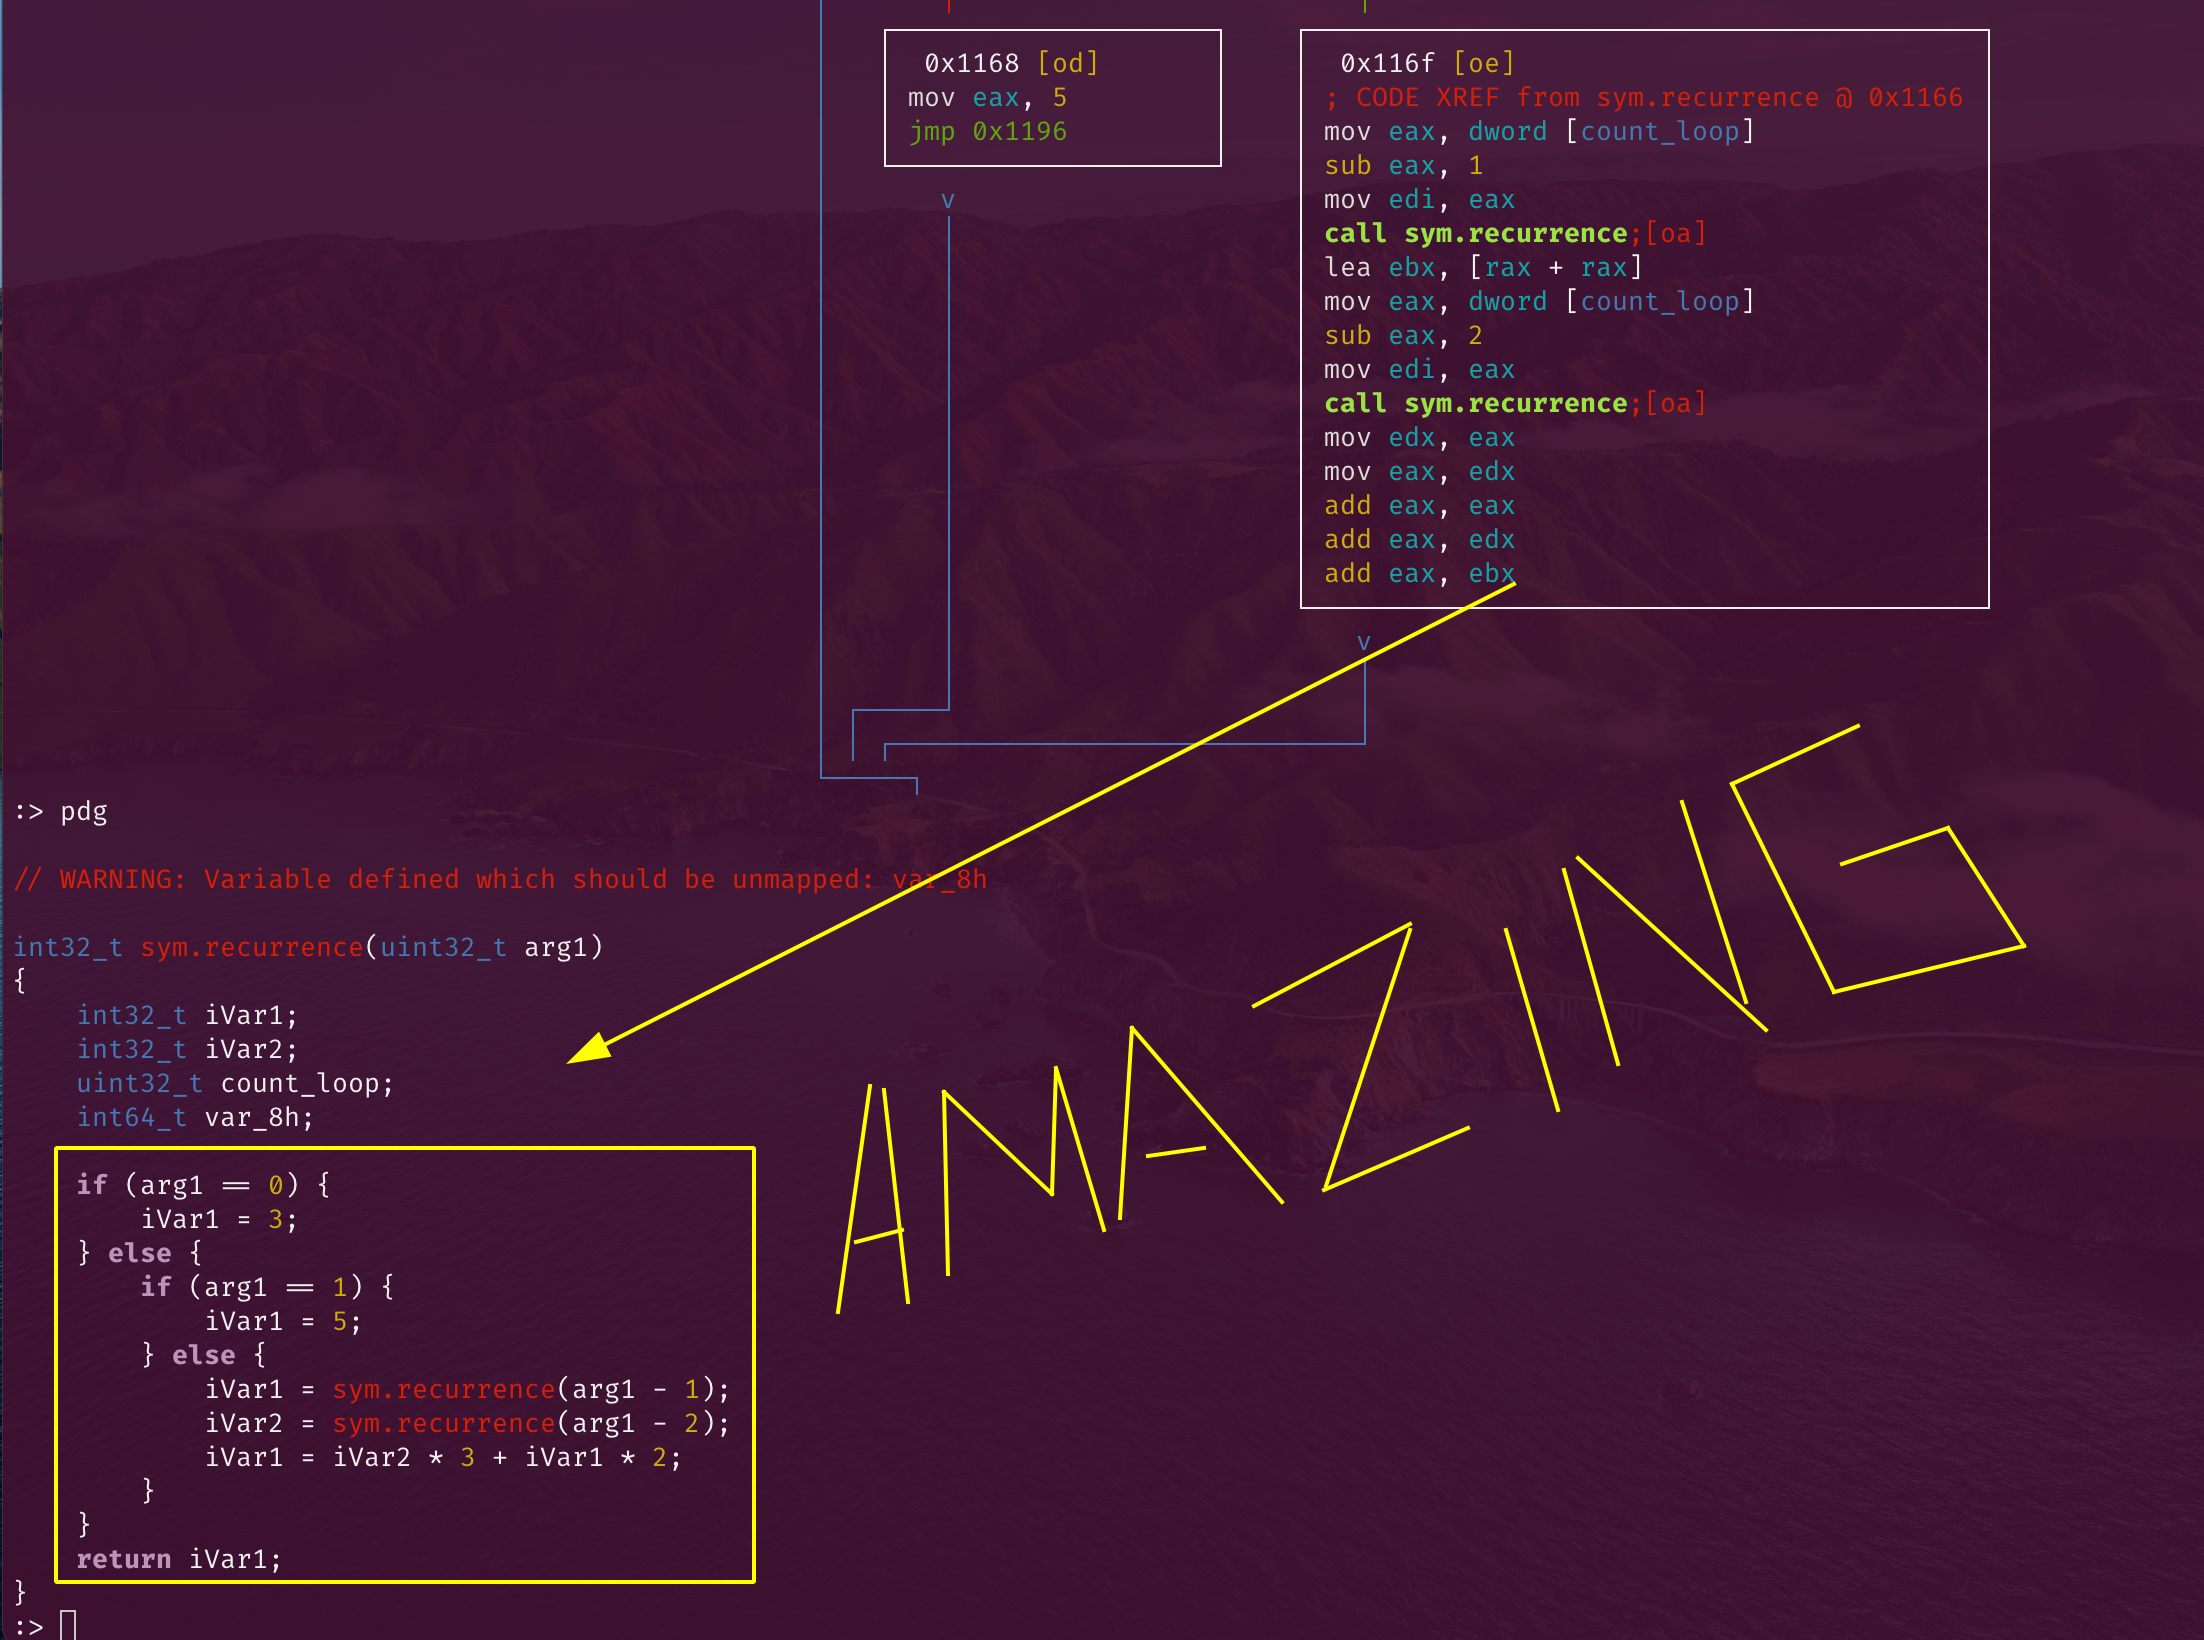 0x1168 [od]
mov eax, 5
jmp 0x1196
v
0x116f [oe]
; CODE XREF from sym.recurrence @ 0x1166
mov eax, dword [count_loop]
sub eax, 1
mov edi, eax
call sym.recurrence;[oa]
lea ebx, [rax + rax]
mov eax, dword [count_loop]
sub eax, 2
mov edi, eax
call sym.recurrence;[oa]
mov edx, eax
mov eax, edx
add eax, eax
add eax, edx
add eax, ebx
v
:> pdg
// WARNING: Variable defined which should be unmapped: var_8h
int32_t sym.recurrence(uint32_t arg1)
{
int32_t iVar1;
int32_t iVar2;
uint32_t count_loop;
int64_t var_8h;
if (arg1 == 0) {
iVar1 = 3;
} else {
if (arg1 == 1) {
iVar1 = 5;
} else {
iVar1 = sym.recurrence(arg1 - 1);
iVar2 = sym.recurrence(arg1 - 2);
iVar1 = iVar2 * 3 + iVar1 * 2;
}
}
return iVar1;
}
:>
AMAZING